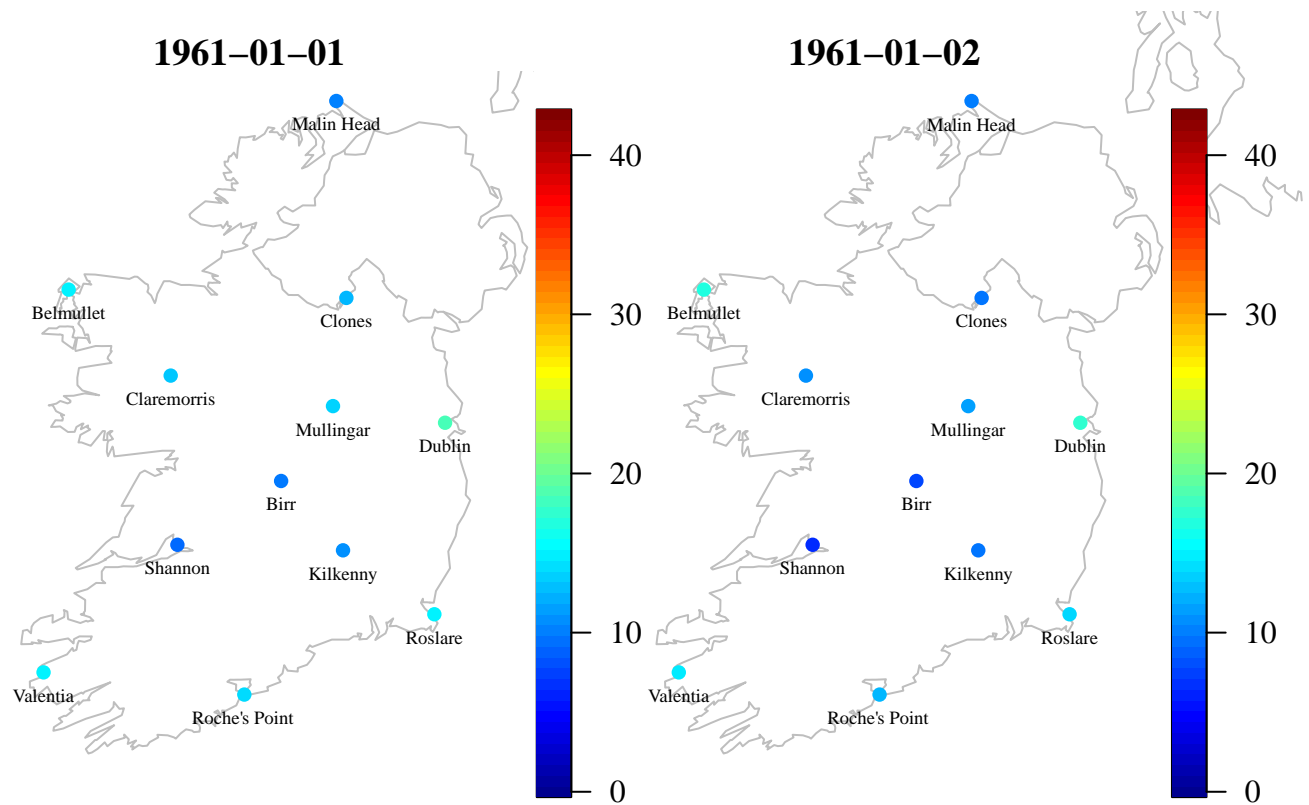 1961−01−01
Malin Head
Belmullet
Clones
Claremorris
Mullingar
Dublin
Birr
Shannon
Kilkenny
Roslare
Valentia
Roche's Point
40
30
20
10
0
1961−01−02
Malin Head
Belmullet
Clones
Claremorris
Mullingar
Dublin
Birr
Shannon
Kilkenny
Roslare
Valentia
Roche's Point
40
30
20
10
0